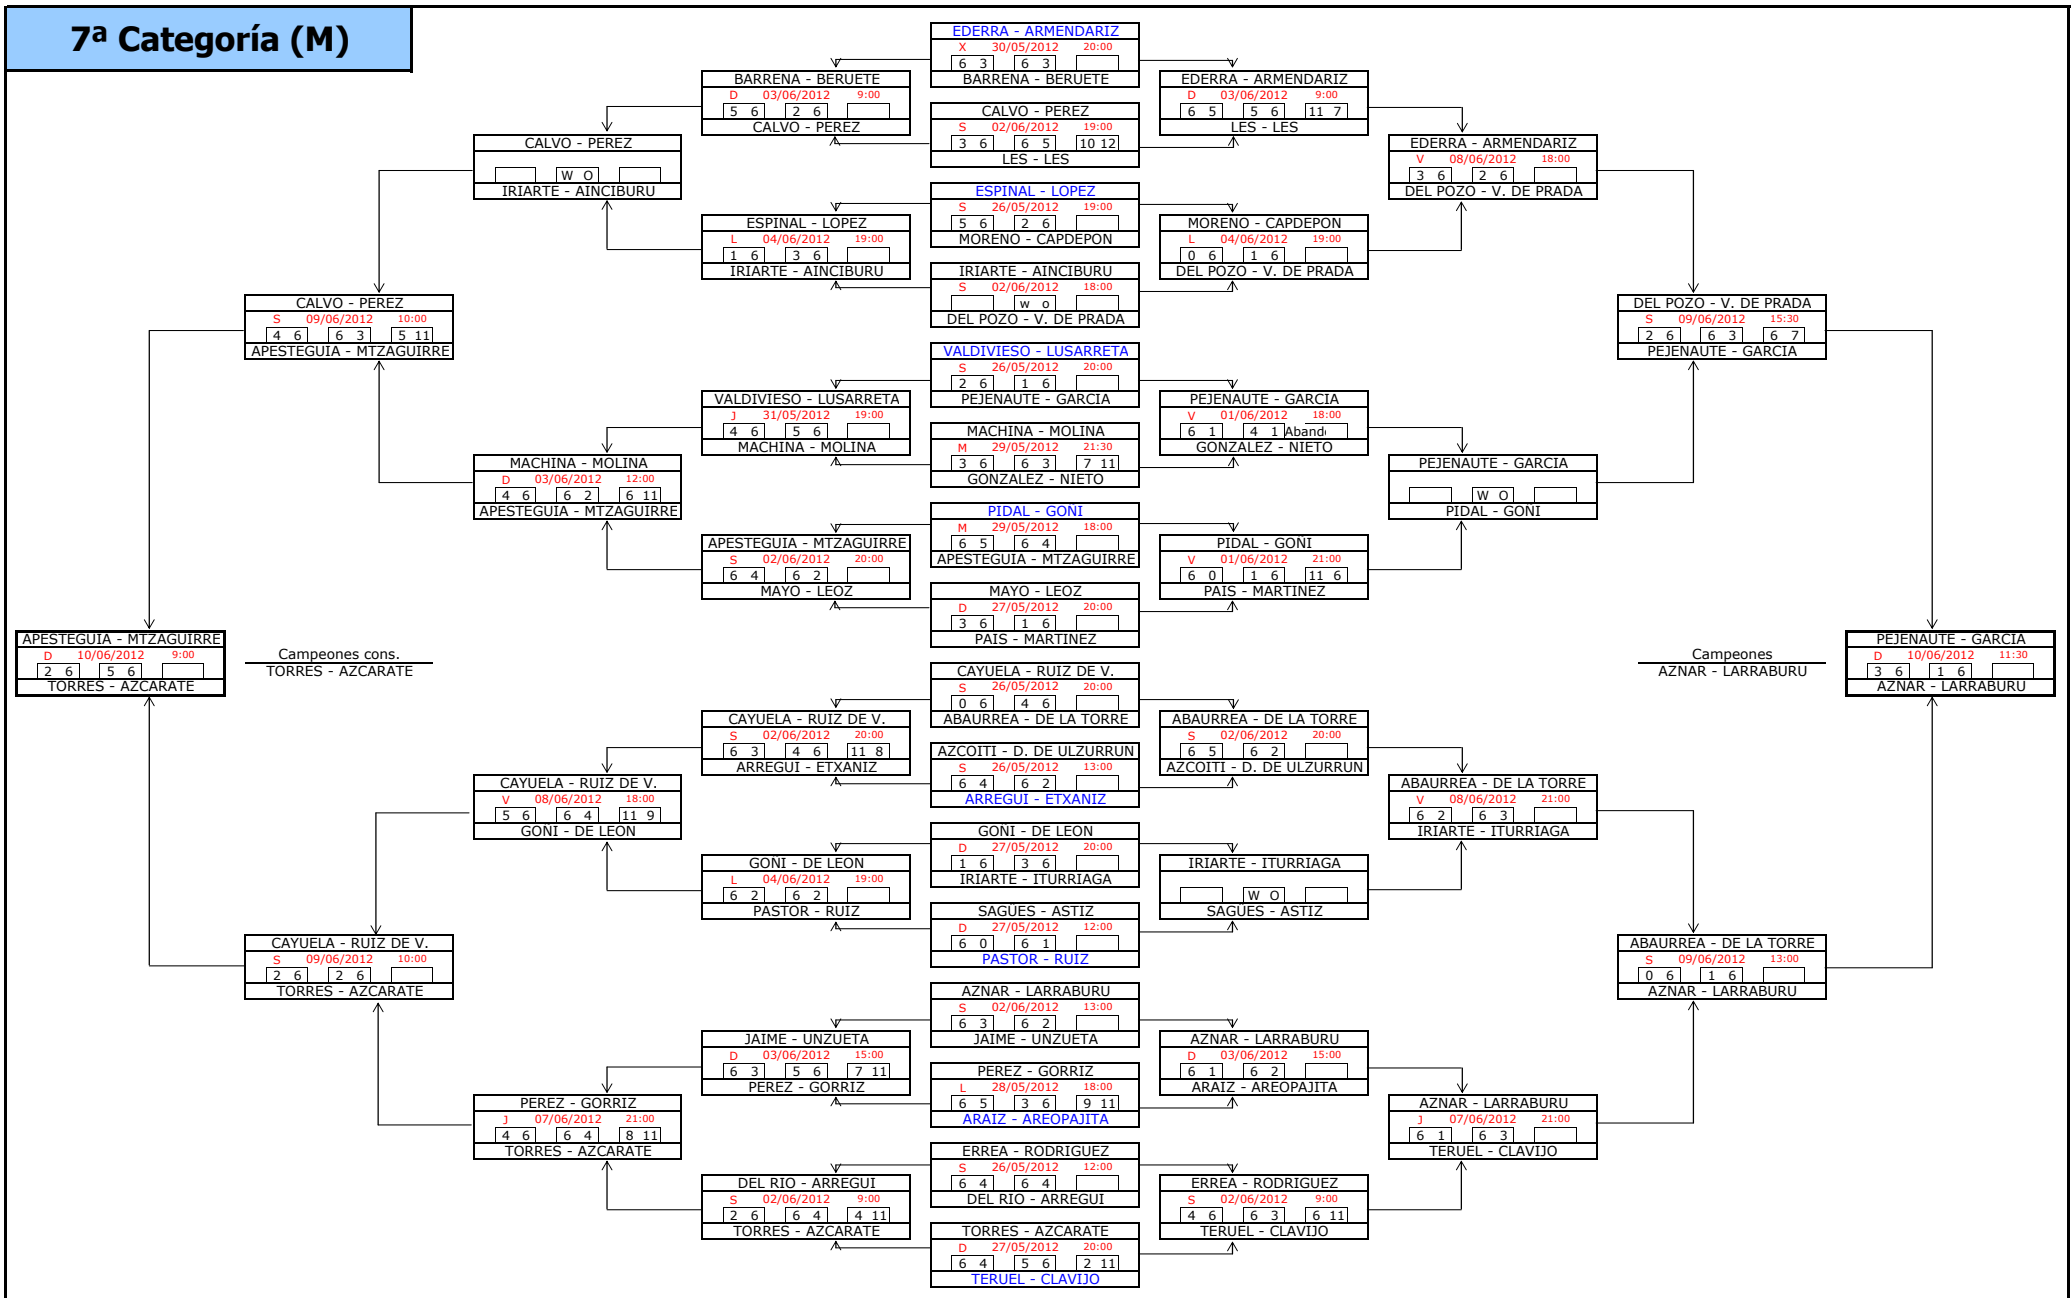 7ª Categoría (M)
EDERRA - ARMENDARIZ
X 30/05/2012 20:00
6 3 6 3
BARRENA - BERUETE
CALVO - PEREZ
S 02/06/2012 19:00
3 6 6 5 10 12
LES - LES
ESPINAL - LOPEZ
S 26/05/2012 19:00
5 6 2 6
MORENO - CAPDEPON
IRIARTE - AINCIBURU
S 02/06/2012 18:00
w o
DEL POZO - V. DE PRADA
VALDIVIESO - LUSARRETA
S 26/05/2012 20:00
2 6 1 6
PEJENAUTE - GARCIA
MACHINA - MOLINA
M 29/05/2012 21:30
3 6 6 3 7 11
GONZALEZ - NIETO
PIDAL - GOÑI
M 29/05/2012 18:00
6 5 6 4
APESTEGUIA - MTZAGUIRRE
MAYO - LEOZ
D 27/05/2012 20:00
3 6 1 6
PAIS - MARTINEZ
CAYUELA - RUIZ DE V.
S 26/05/2012 20:00
0 6 4 6
ABAURREA - DE LA TORRE
AZCOITI - D. DE ULZURRUN
S 26/05/2012 13:00
6 4 6 2
ARREGUI - ETXANIZ
GOÑI - DE LEON
D 27/05/2012 20:00
1 6 3 6
IRIARTE - ITURRIAGA
SAGÜES - ASTIZ
D 27/05/2012 12:00
6 0 6 1
PASTOR - RUIZ
AZNAR - LARRABURU
S 02/06/2012 13:00
6 3 6 2
JAIME - UNZUETA
PEREZ - GORRIZ
L 28/05/2012 18:00
6 5 3 6 9 11
ARAIZ - AREOPAJITA
ERREA - RODRIGUEZ
S 26/05/2012 12:00
6 4 6 4
DEL RIO - ARREGUI
TORRES - AZCARATE
D 27/05/2012 20:00
6 4 5 6 2 11
TERUEL - CLAVIJO
BARRENA - BERUETE
D 03/06/2012 9:00
5 6 2 6
CALVO - PEREZ
ESPINAL - LOPEZ
L 04/06/2012 19:00
1 6 3 6
IRIARTE - AINCIBURU
VALDIVIESO - LUSARRETA
J 31/05/2012 19:00
4 6 5 6
MACHINA - MOLINA
APESTEGUIA - MTZAGUIRRE
S 02/06/2012 20:00
6 4 6 2
MAYO - LEOZ
CAYUELA - RUIZ DE V.
S 02/06/2012 20:00
6 3 4 6 11 8
ARREGUI - ETXANIZ
GOÑI - DE LEON
L 04/06/2012 19:00
6 2 6 2
PASTOR - RUIZ
JAIME - UNZUETA
D 03/06/2012 15:00
6 3 5 6 7 11
PEREZ - GORRIZ
DEL RIO - ARREGUI
S 02/06/2012 9:00
2 6 6 4 4 11
TORRES - AZCARATE
CALVO - PEREZ
W O
IRIARTE - AINCIBURU
MACHINA - MOLINA
D 03/06/2012 12:00
4 6 6 2 6 11
APESTEGUIA - MTZAGUIRRE
CAYUELA - RUIZ DE V.
V 08/06/2012 18:00
5 6 6 4 11 9
GOÑI - DE LEON
PEREZ - GORRIZ
J 07/06/2012 21:00
4 6 6 4 8 11
TORRES - AZCARATE
CALVO - PEREZ
S 09/06/2012 10:00
4 6 6 3 5 11
APESTEGUIA - MTZAGUIRRE
CAYUELA - RUIZ DE V.
S 09/06/2012 10:00
2 6 2 6
TORRES - AZCARATE
APESTEGUIA - MTZAGUIRRE
D 10/06/2012 9:00
2 6 5 6
TORRES - AZCARATE
Campeones cons.
TORRES - AZCARATE
EDERRA - ARMENDARIZ
D 03/06/2012 9:00
6 5 5 6 11 7
LES - LES
MORENO - CAPDEPON
L 04/06/2012 19:00
0 6 1 6
DEL POZO - V. DE PRADA
PEJENAUTE - GARCIA
V 01/06/2012 18:00
6 1 4 1 Aband
GONZALEZ - NIETO
PIDAL - GOÑI
V 01/06/2012 21:00
6 0 1 6 11 6
PAIS - MARTINEZ
ABAURREA - DE LA TORRE
S 02/06/2012 20:00
6 5 6 2
AZCOITI - D. DE ULZURRUN
IRIARTE - ITURRIAGA
W O
SAGÜES - ASTIZ
AZNAR - LARRABURU
D 03/06/2012 15:00
6 1 6 2
ARAIZ - AREOPAJITA
ERREA - RODRIGUEZ
S 02/06/2012 9:00
4 6 6 3 6 11
TERUEL - CLAVIJO
EDERRA - ARMENDARIZ
V 08/06/2012 18:00
3 6 2 6
DEL POZO - V. DE PRADA
PEJENAUTE - GARCIA
W O
PIDAL - GOÑI
ABAURREA - DE LA TORRE
V 08/06/2012 21:00
6 2 6 3
IRIARTE - ITURRIAGA
AZNAR - LARRABURU
J 07/06/2012 21:00
6 1 6 3
TERUEL - CLAVIJO
DEL POZO - V. DE PRADA
S 09/06/2012 15:30
2 6 6 3 6 7
PEJENAUTE - GARCIA
ABAURREA - DE LA TORRE
S 09/06/2012 13:00
0 6 1 6
AZNAR - LARRABURU
Campeones
AZNAR - LARRABURU
PEJENAUTE - GARCIA
D 10/06/2012 11:30
3 6 1 6
AZNAR - LARRABURU